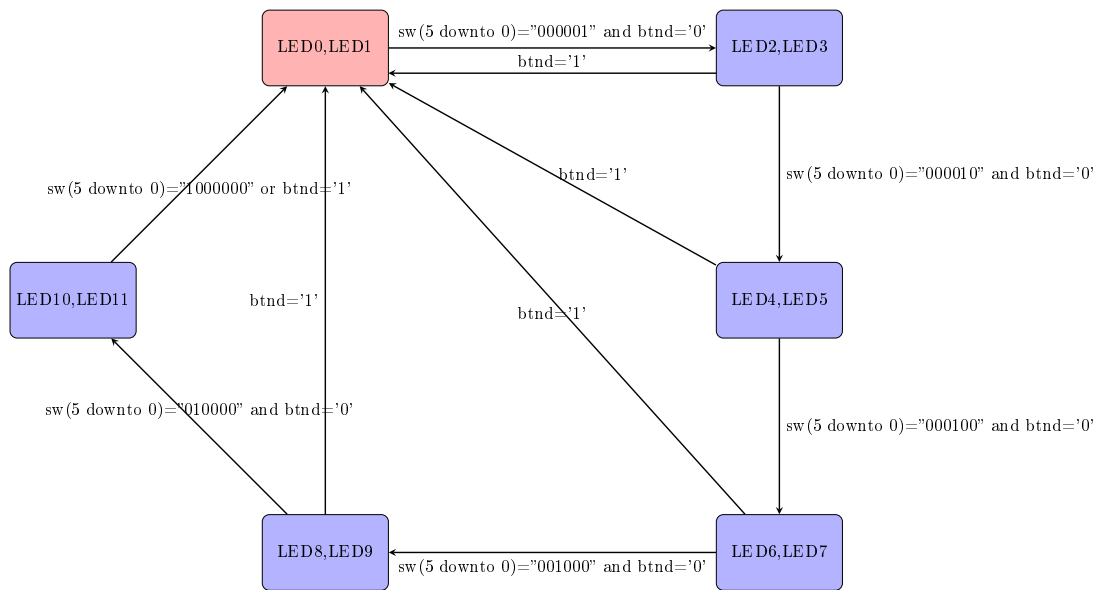 LED0,LED1
sw(5 downto 0)="000001" and btnd='0'
LED2,LED3
btnd='1'
btnd='1'
sw(5 downto 0)="000010" and btnd='0'
sw(5 downto 0)="1000000" or btnd='1'
LED10,LED11
btnd='1'
LED4,LED5
btnd='1'
sw(5 downto 0)="010000" and btnd='0'
sw(5 downto 0)="000100" and btnd='0'
LED8,LED9
LED6,LED7
sw(5 downto 0)="001000" and btnd='0'